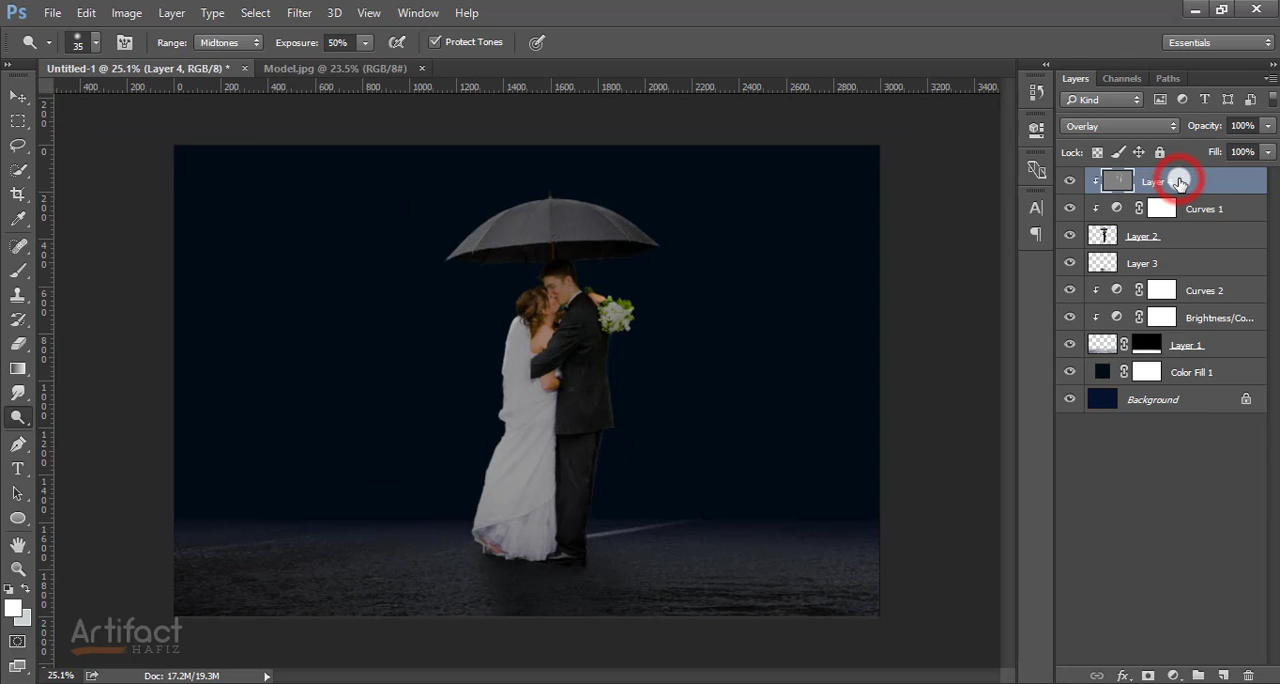 Ps File Edit Image Layer Type Select Filter 3D View Window Help
35 Range: Midtones Exposure: 50% Protect Tones Essentials
Untitled-1 @ 25.1% (Layer 4, RGB/8) * × Model.jpg @ 23.5% (RGB/8#) ×
Layers Channels Paths
400 200 0 200 400 600 800 1000 1200 1400 1600 1800 2000 2200 2400 2600 2800 3000 3200 3400
Kind
Overlay Opacity: 100%
Lock: Fill: 100%
Layer
Curves 1
Layer 2
Layer 3
Curves 2
Brightness/Co...
Layer 1
Color Fill 1
Background
Artifact
HAFIZ
25.1% Doc: 17.2M/19.3M